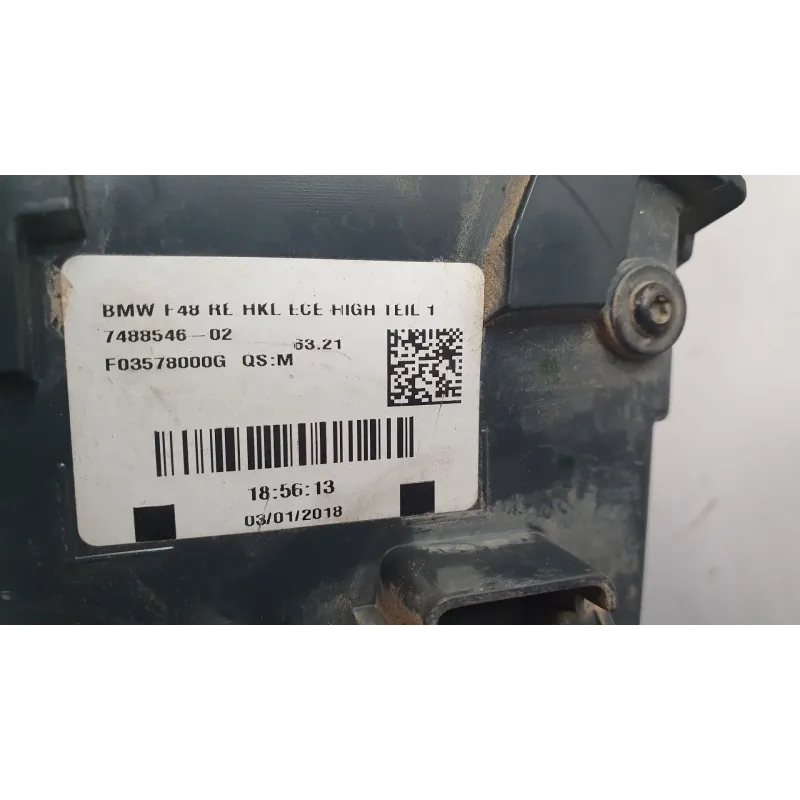 BMW F48 RE HKL ECE HIGH TEIL 1
7488546-02 63.21
F03578000G QS:M
18:56:13
03/01/2018